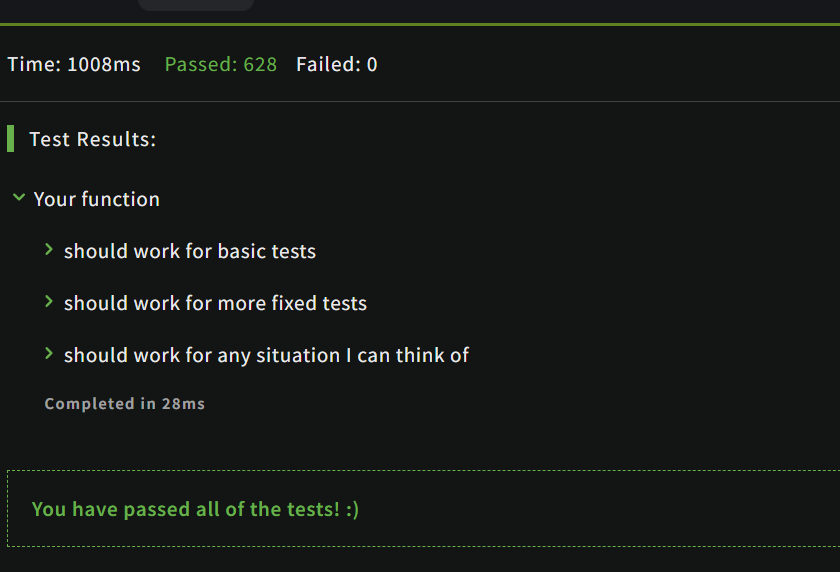 Time: 1008ms Passed: 628 Failed: 0
Test Results:
Your function
should work for basic tests
should work for more fixed tests
should work for any situation I can think of
Completed in 28ms
You have passed all of the tests! :)